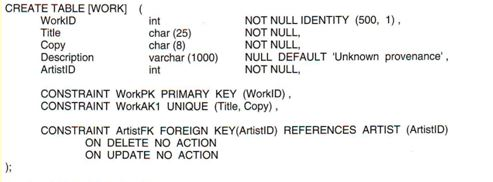 CREATE TABLE [WORK] (
WorkID int NOT NULL IDENTITY (500, 1) ,
Title char (25) NOT NULL,
Copy char (8) NOT NULL,
Description varchar (1000) NULL DEFAULT 'Unknown provenance' ,
ArtistID int NOT NULL,
CONSTRAINT WorkPK PRIMARY KEY (WorkID) ,
CONSTRAINT WorkAK1 UNIQUE (Title, Copy) ,
CONSTRAINT ArtistFK FOREIGN KEY(ArtistID) REFERENCES ARTIST (ArtistID)
ON DELETE NO ACTION
ON UPDATE NO ACTION
);